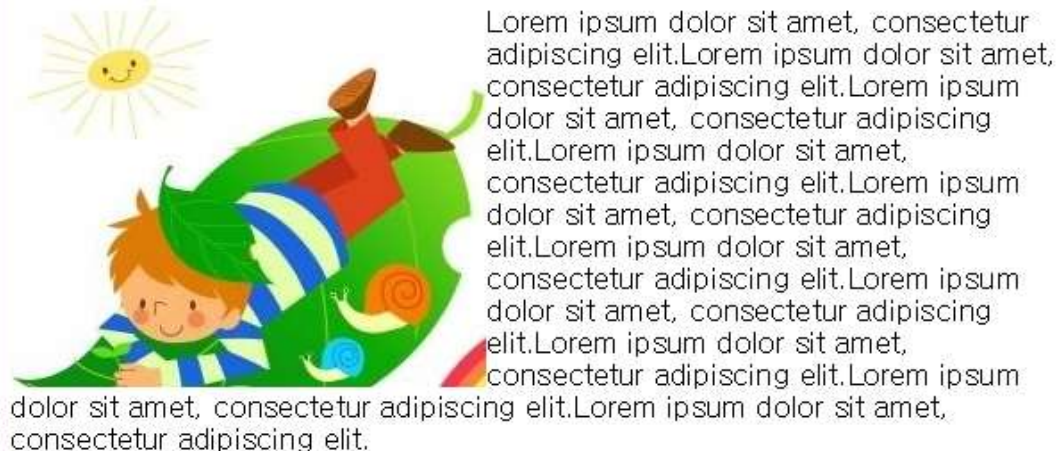 Lorem ipsum dolor sit amet, consectetur
adipiscing elit.Lorem ipsum dolor sit amet,
consectetur adipiscing elit.Lorem ipsum
dolor sit amet, consectetur adipiscing
elit.Lorem ipsum dolor sit amet,
consectetur adipiscing elit.Lorem ipsum
dolor sit amet, consectetur adipiscing
elit.Lorem ipsum dolor sit amet,
consectetur adipiscing elit.Lorem ipsum
dolor sit amet, consectetur adipiscing
elit.Lorem ipsum dolor sit amet,
consectetur adipiscing elit.Lorem ipsum
dolor sit amet, consectetur adipiscing elit.Lorem ipsum dolor sit amet,
consectetur adipiscing elit.